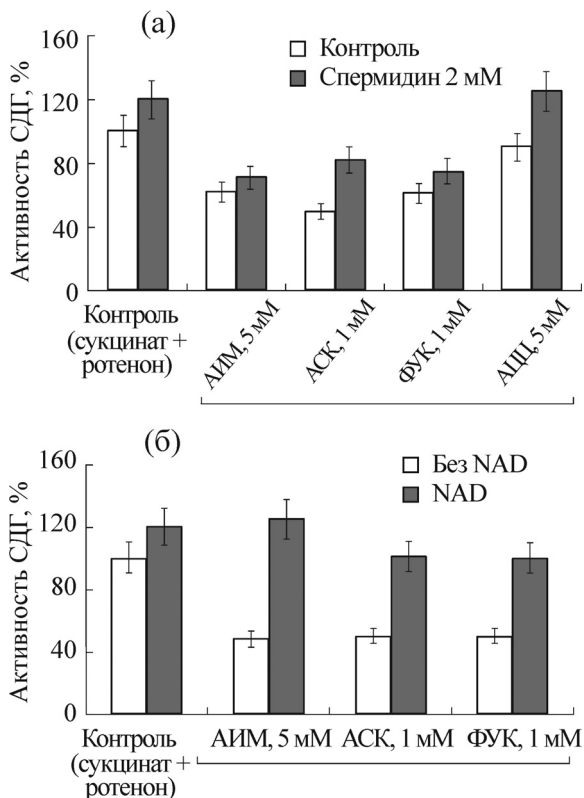 (а)
160
120
80
40
0
Активность СДГ, %
Контроль
Спермидин 2 мМ
Контроль
(сукцинат +
ротенон)
АИМ, 5 мМ
АСК, 1 мМ
ФУК, 1 мМ
АЦЦ, 5 мМ
(б)
160
120
80
40
0
Активность СДГ, %
Без NAD
NAD
Контроль
(сукцинат +
ротенон)
АИМ, 5 мМ АСК, 1 мМ ФУК, 1 мМ